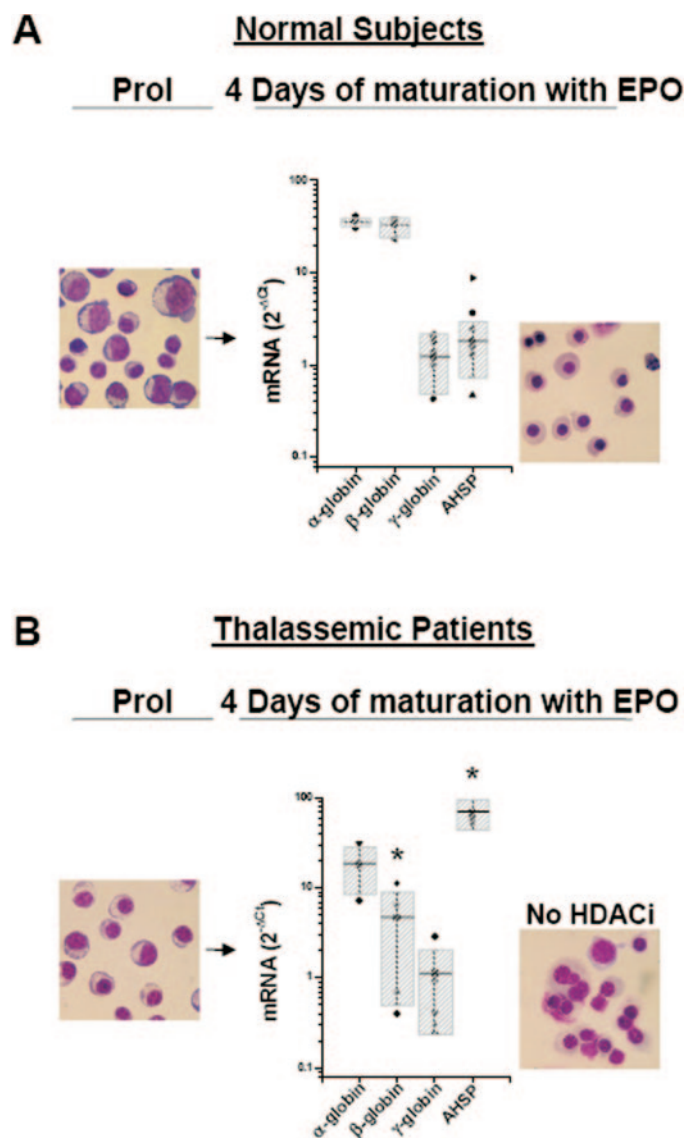 A
Normal Subjects
Prol
4 Days of maturation with EPO
mRNA (2^-ΔCt)
100
10
1
0.1
α-globin
β-globin
γ-globin
AHSP
B
Thalassemic Patients
Prol
4 Days of maturation with EPO
mRNA (2^-ΔCt)
100
10
1
0.1
*
*
α-globin
β-globin
γ-globin
AHSP
No HDACi